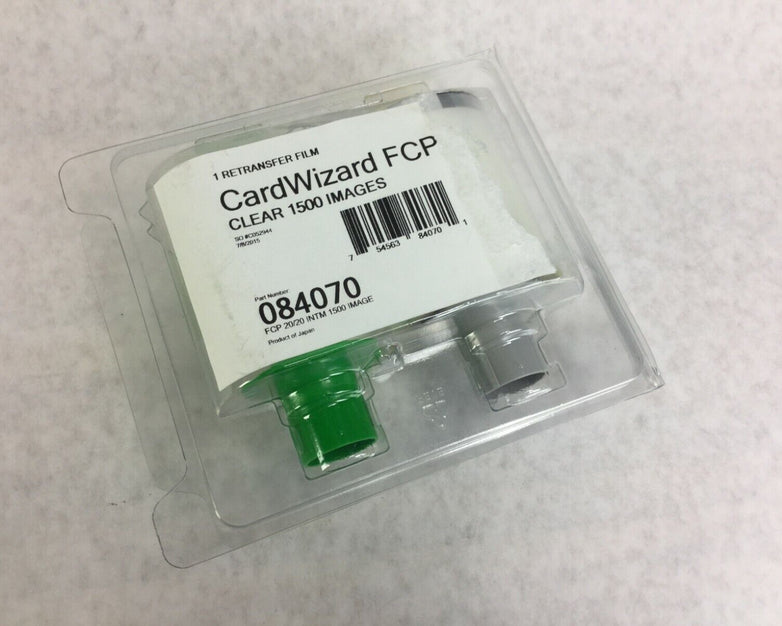 1 RETRANSFER FILM
CardWizard FCP
CLEAR 1500 IMAGES
SO #C052944
7/8/2015
7 54563 84070 1
Part Number:
084070
FCP 20/20 INTM 1500 IMAGE
Product of Japan